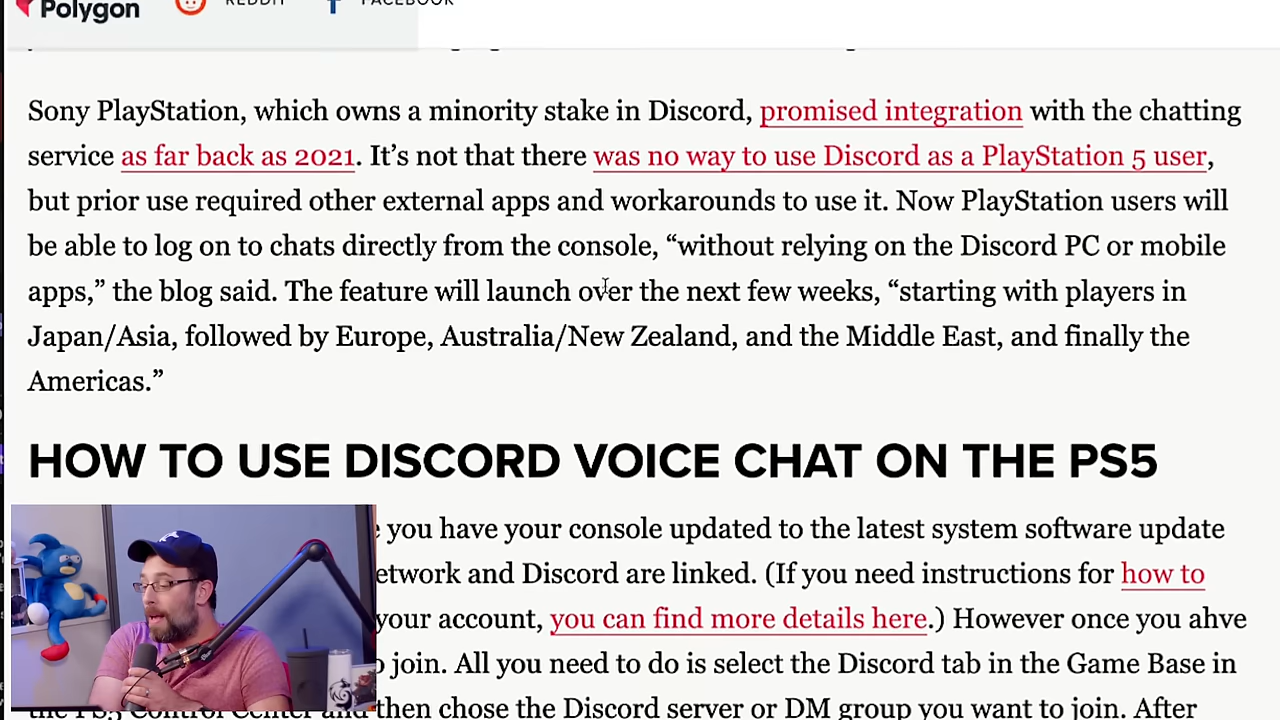 Polygon
REDDIT
FACEBOOK
Sony PlayStation, which owns a minority stake in Discord, promised integration with the chatting
service as far back as 2021. It’s not that there was no way to use Discord as a PlayStation 5 user,
but prior use required other external apps and workarounds to use it. Now PlayStation users will
be able to log on to chats directly from the console, “without relying on the Discord PC or mobile
apps,” the blog said. The feature will launch over the next few weeks, “starting with players in
Japan/Asia, followed by Europe, Australia/New Zealand, and the Middle East, and finally the
Americas.”
HOW TO USE DISCORD VOICE CHAT ON THE PS5
you have your console updated to the latest system software update
etwork and Discord are linked. (If you need instructions for how to
your account, you can find more details here.) However once you ahve
join. All you need to do is select the Discord tab in the Game Base in
the PS5 Control Center and then chose the Discord server or DM group you want to join. After